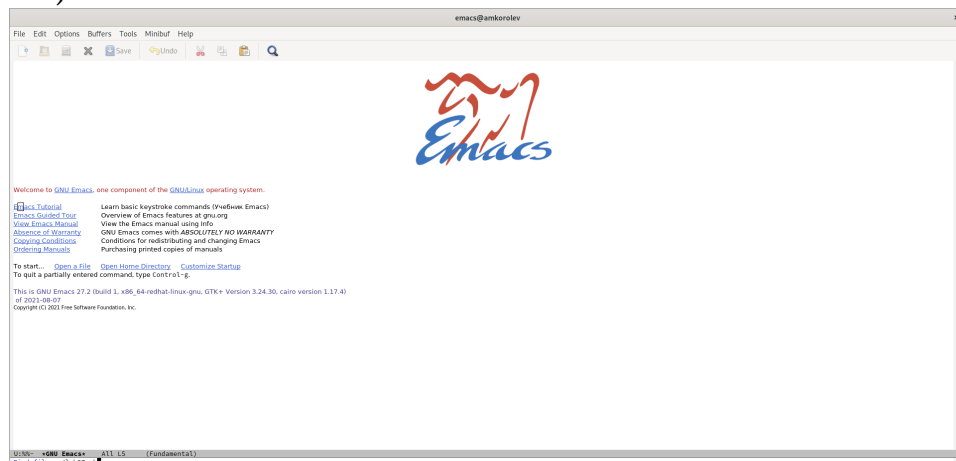 emacs@amkorolev
File Edit Options Buffers Tools Minibuf Help
Save Undo
Emacs
Welcome to GNU Emacs, one component of the GNU/Linux operating system.
Emacs Tutorial Learn basic keystroke commands (Учебник Emacs)
Emacs Guided Tour Overview of Emacs features at gnu.org
View Emacs Manual View the Emacs manual using Info
Absence of Warranty GNU Emacs comes with ABSOLUTELY NO WARRANTY
Copying Conditions Conditions for redistributing and changing Emacs
Ordering Manuals Purchasing printed copies of manuals
To start... Open a File Open Home Directory Customize Startup
To quit a partially entered command, type Control-g.
This is GNU Emacs 27.2 (build 1, x86_64-redhat-linux-gnu, GTK+ Version 3.24.30, cairo version 1.17.4)
of 2021-08-07
Copyright (C) 2021 Free Software Foundation, Inc.
U:%%- *GNU Emacs* All L5 (Fundamental)